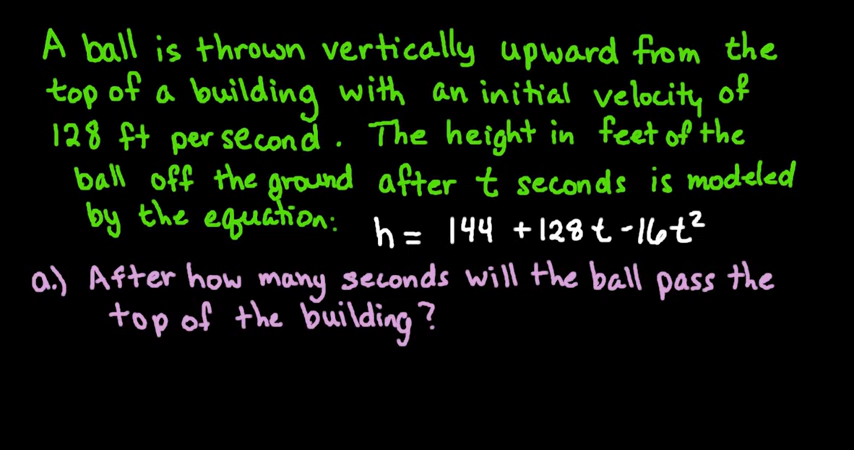 A ball is thrown vertically upward from the
top of a building with an initial velocity of
128 ft per second. The height in feet of the
ball off the ground after t seconds is modeled
by the equation: h = 144 + 128t - 16t²
a.) After how many seconds will the ball pass the
top of the building?